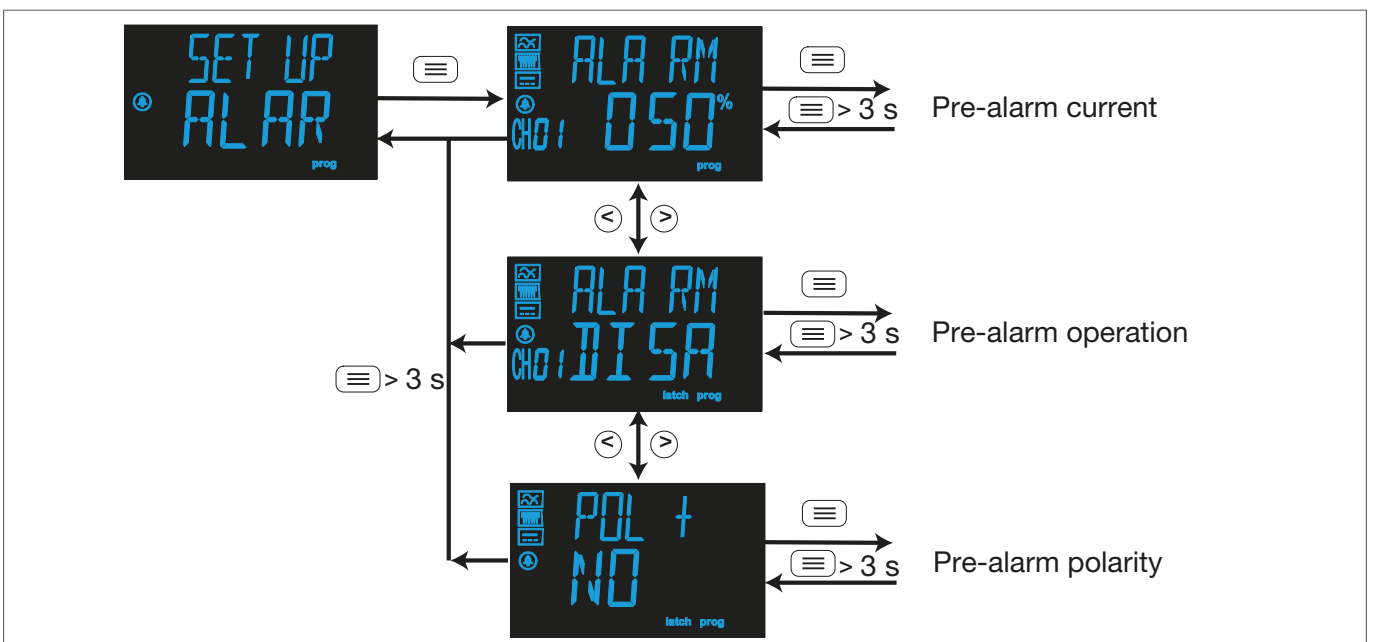 SET UP
ALAR
prog
ALA RM
CH01 050%
prog
> 3 s
Pre-alarm current
< >
ALA RM
CH01 DISA
latch prog
> 3 s
Pre-alarm operation
> 3 s
< >
POL +
NO
latch prog
> 3 s
Pre-alarm polarity